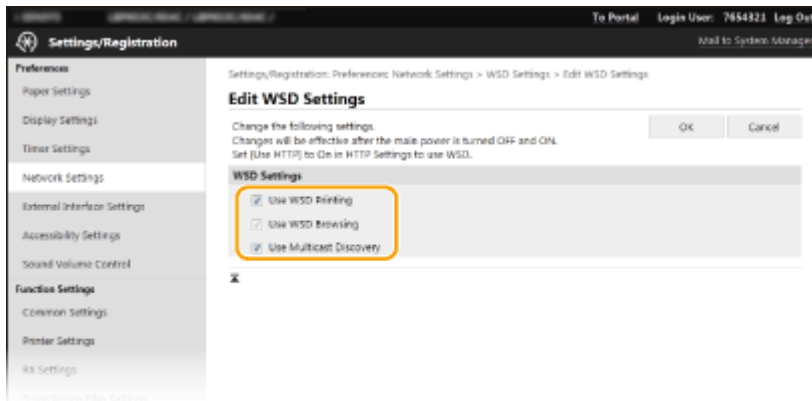 To Portal Login User: 7654321 Log Out
Settings/Registration
Mail to System Manager
Preferences
Paper Settings
Display Settings
Timer Settings
Network Settings
External Interface Settings
Accessibility Settings
Sound Volume Control
Function Settings
Common Settings
Printer Settings
RX Settings
Settings/Registration: Preferences: Network Settings > WSD Settings > Edit WSD Settings
Edit WSD Settings
Change the following settings.
Changes will be effective after the main power is turned OFF and ON.
Set [Use HTTP] to On in HTTP Settings to use WSD.
OK
Cancel
WSD Settings
Use WSD Printing
Use WSD Browsing
Use Multicast Discovery